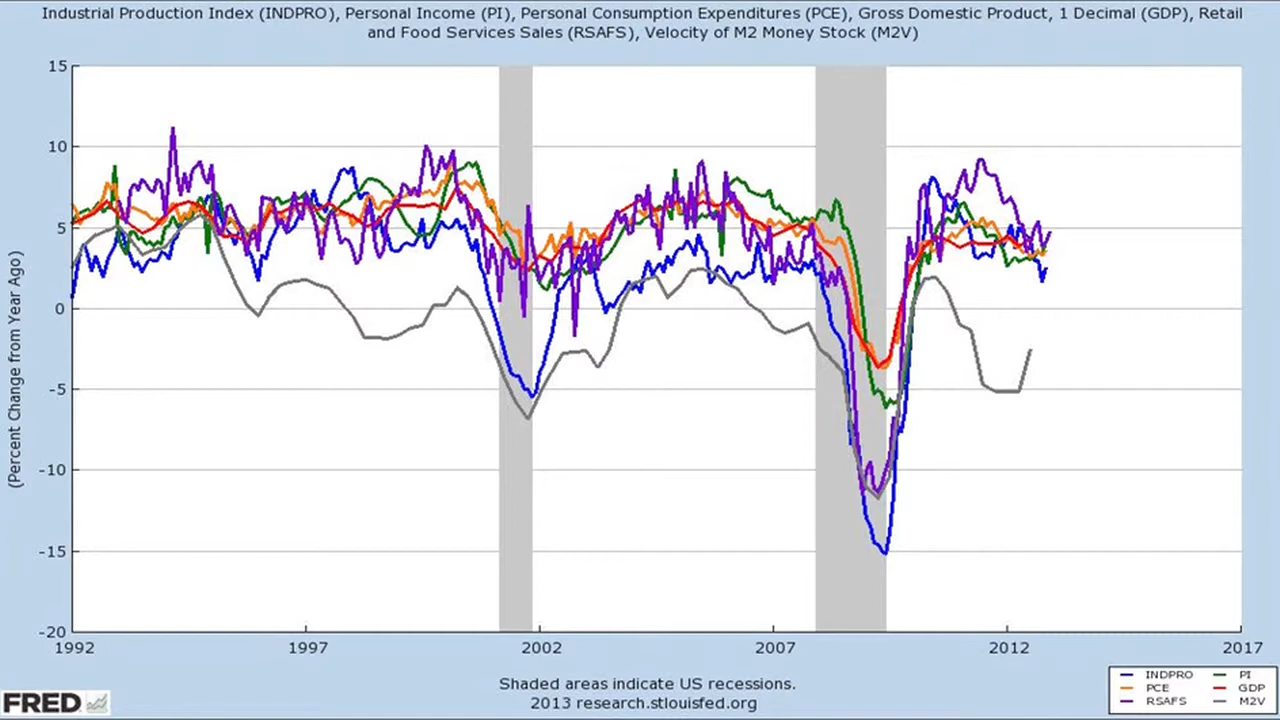 Industrial Production Index (INDPRO), Personal Income (PI), Personal Consumption Expenditures (PCE), Gross Domestic Product, 1 Decimal (GDP), Retail
and Food Services Sales (RSAFS), Velocity of M2 Money Stock (M2V)
(Percent Change from Year Ago)
15
10
5
0
-5
-10
-15
-20
1992 1997 2002 2007 2012 2017
Shaded areas indicate US recessions.
2013 research.stlouisfed.org
FRED
INDPRO PI
PCE GDP
RSAFS M2V